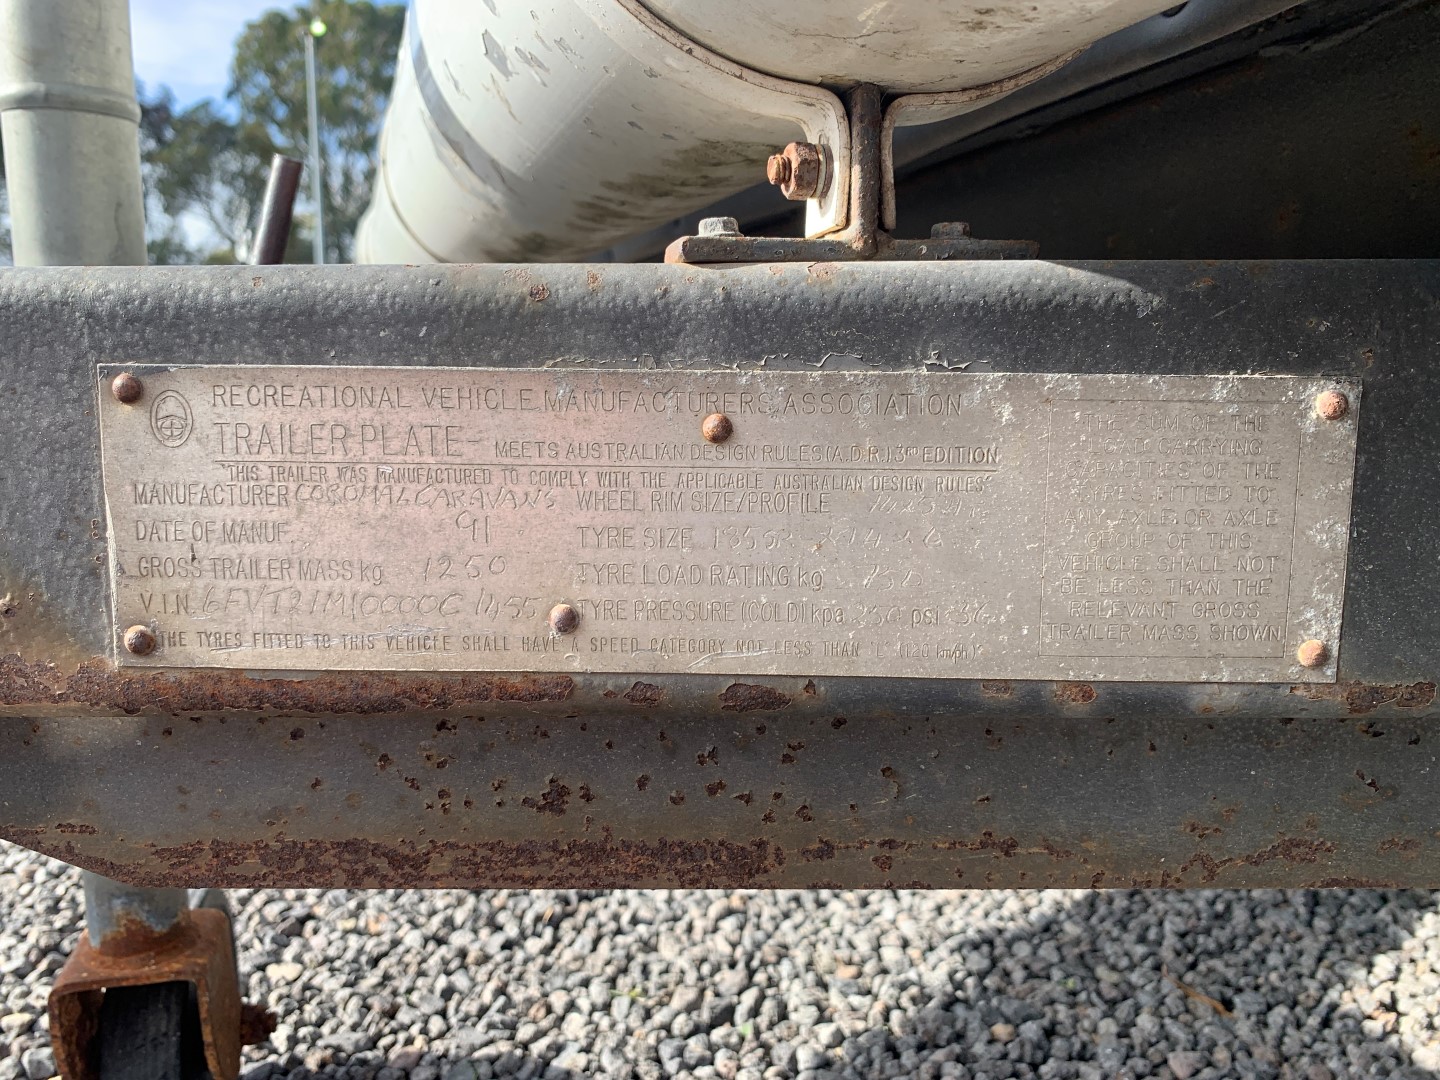 RECREATIONAL VEHICLE MANUFACTURERS ASSOCIATION
TRAILER PLATE - MEETS AUSTRALIAN DESIGN RULES (A.D.R.) 3RD EDITION
THIS TRAILER WAS MANUFACTURED TO COMPLY WITH THE APPLICABLE AUSTRALIAN DESIGN RULES
MANUFACTURER COROMAL CARAVANS
DATE OF MANUF. 91
GROSS TRAILER MASS kg 1250
V.I.N.
WHEEL RIM SIZE/PROFILE
TYRE SIZE
TYRE LOAD RATING kg
TYRE PRESSURE (COLD) kpa 250 psi 36
THE TYRES FITTED TO THIS VEHICLE SHALL HAVE A SPEED CATEGORY NOT LESS THAN 'L' (120 km/h)
THE SUM OF THE
LOAD CARRYING
CAPACITIES OF THE
TYRES FITTED TO
ANY AXLE OR AXLE
GROUP OF THIS
VEHICLE SHALL NOT
BE LESS THAN THE
RELEVANT GROSS
TRAILER MASS SHOWN